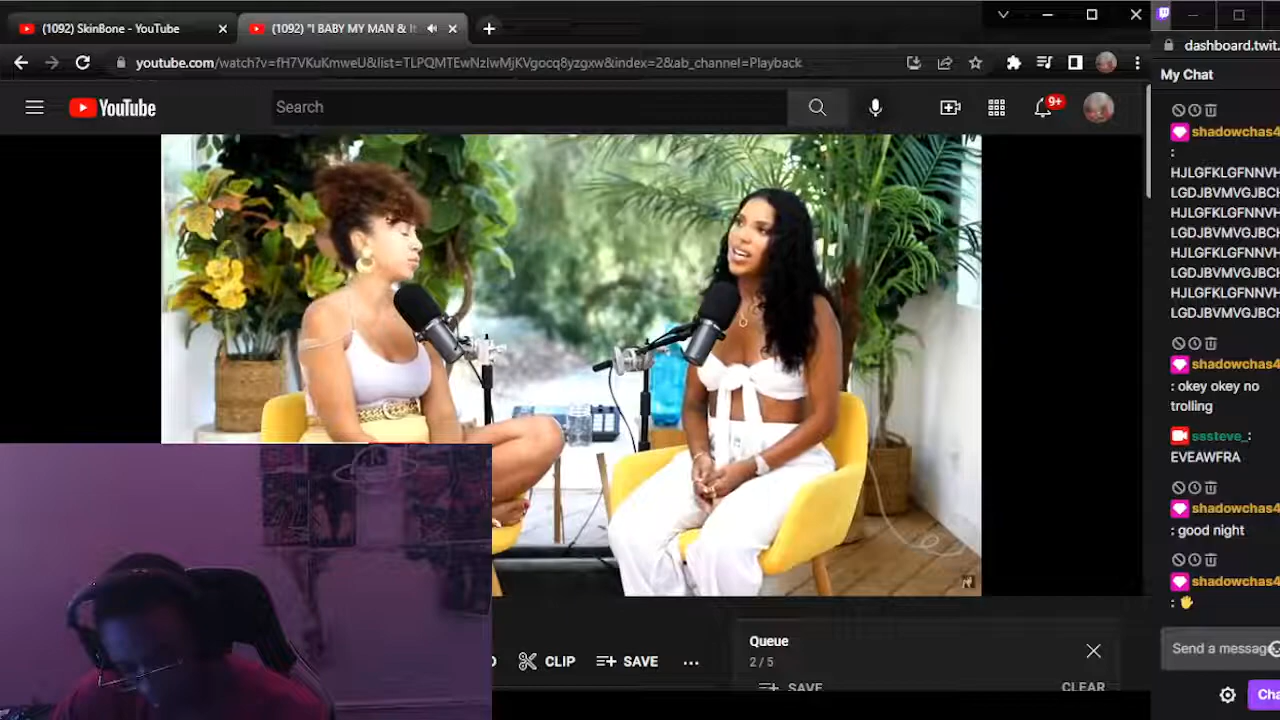 (1092) SkinBone - YouTube
(1092) "I BABY MY MAN & I
youtube.com/watch?v=fH7VKuKmweU&list=TLPQMTEwNzIwMjKVgocq8yzgxw&index=2&ab_channel=Playback
dashboard.twit
YouTube
Search
9+
My Chat
shadowchas4
:
HJLGFKLGFNNVH
LGDJBVMVGJBCH
HJLGFKLGFNNVH
LGDJBVMVGJBCH
HJLGFKLGFNNVH
LGDJBVMVGJBCH
HJLGFKLGFNNVH
LGDJBVMVGJBCH
shadowchas4
: okey okey no
trolling
ssteve_:
EVEAWFRA
shadowchas4
: good night
shadowchas4
:
CLIP
SAVE
...
Queue
2/5
SAVE
CLEAR
Send a message
Cha